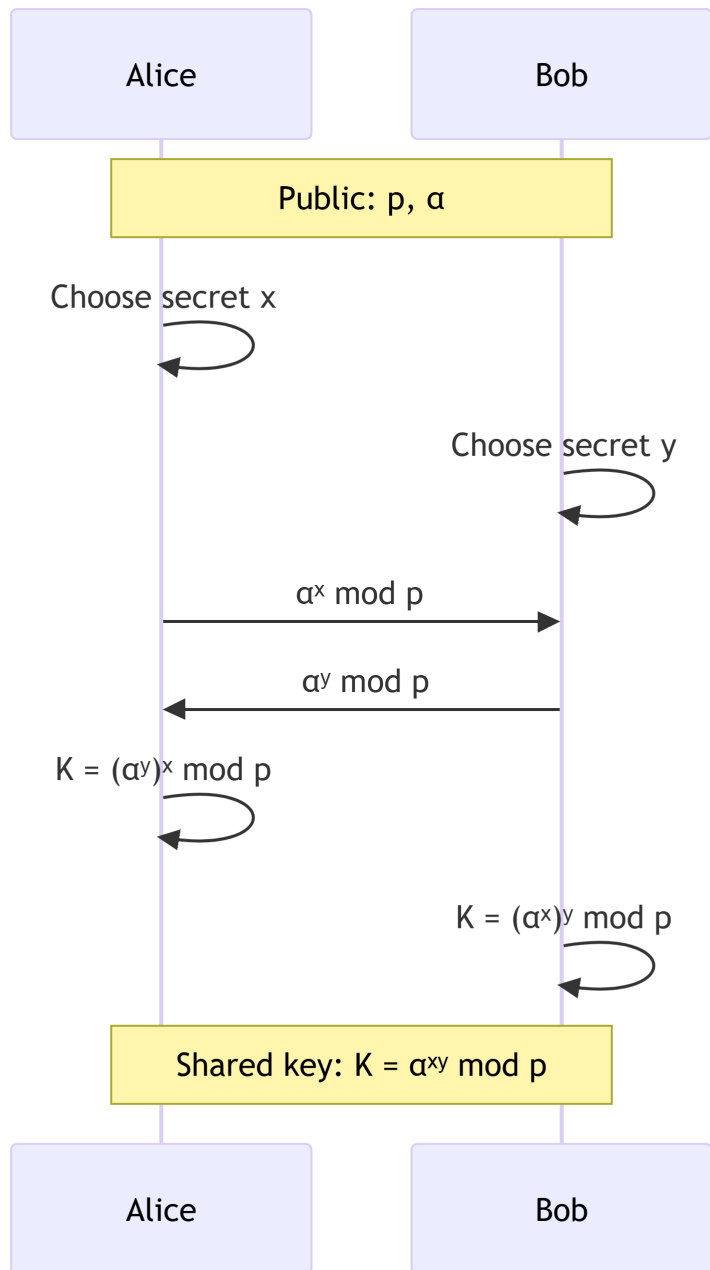 Alice
Bob
Public: p, α
Choose secret x
Choose secret y
αˣ mod p
αʸ mod p
K = (αʸ)ˣ mod p
K = (αˣ)ʸ mod p
Shared key: K = αˣʸ mod p
Alice
Bob